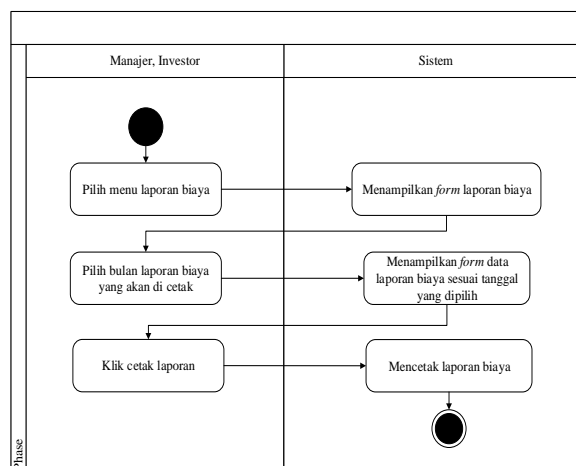 Manajer, Investor
Sistem
Pilih menu laporan biaya
Menampilkan form laporan biaya
Pilih bulan laporan biaya
yang akan di cetak
Menampilkan form data
laporan biaya sesuai tanggal
yang dipilih
Klik cetak laporan
Mencetak laporan biaya
Phase